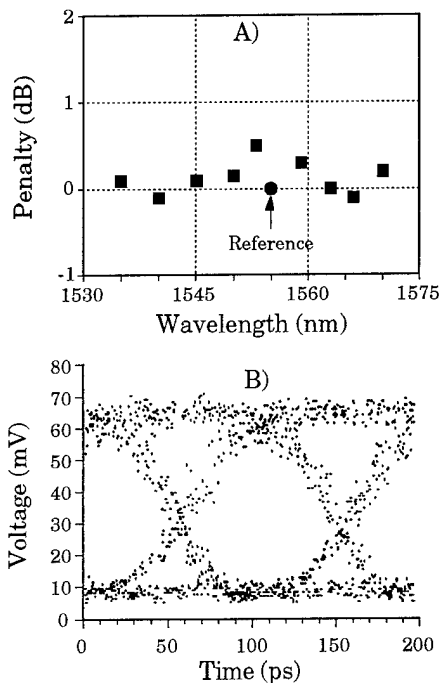 A)
2
1
0
-1
Penalty (dB)
Reference
1530 1545 1560 1575
Wavelength (nm)
B)
80
70
60
50
40
30
20
10
0
Voltage (mV)
0 50 100 150 200
Time (ps)